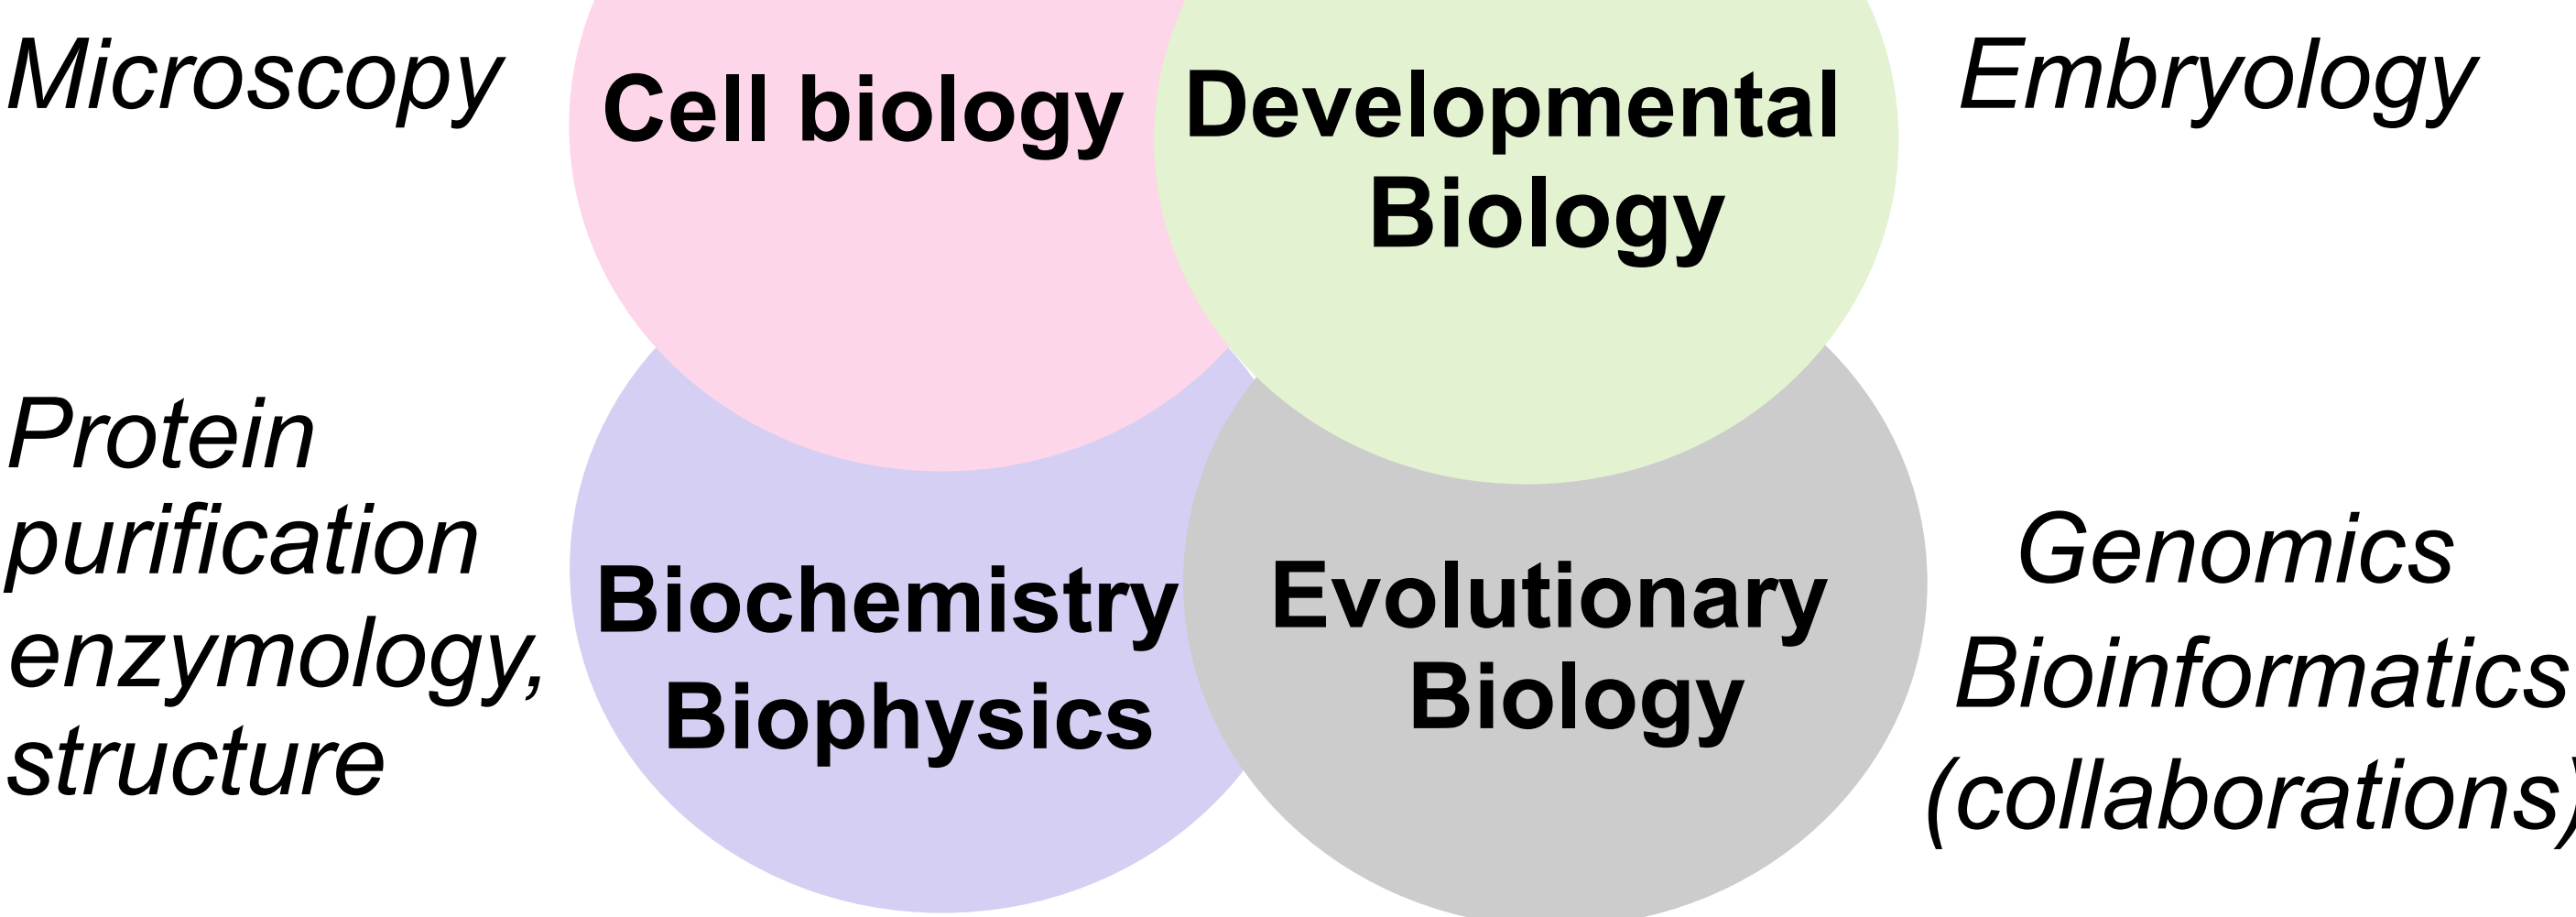 Microscopy
Cell biology
Developmental
Biology
Embryology
Protein
purification
enzymology,
structure
Biochemistry
Biophysics
Evolutionary
Biology
Genomics
Bioinformatics
(collaborations)